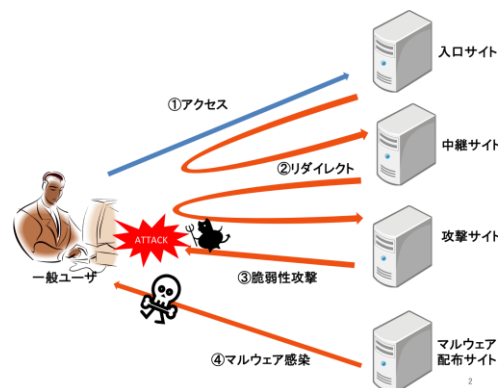 入口サイト
①アクセス
中継サイト
②リダイレクト
ATTACK
攻撃サイト
一般ユーザ
③脆弱性攻撃
マルウェア
配布サイト
④マルウェア感染
2